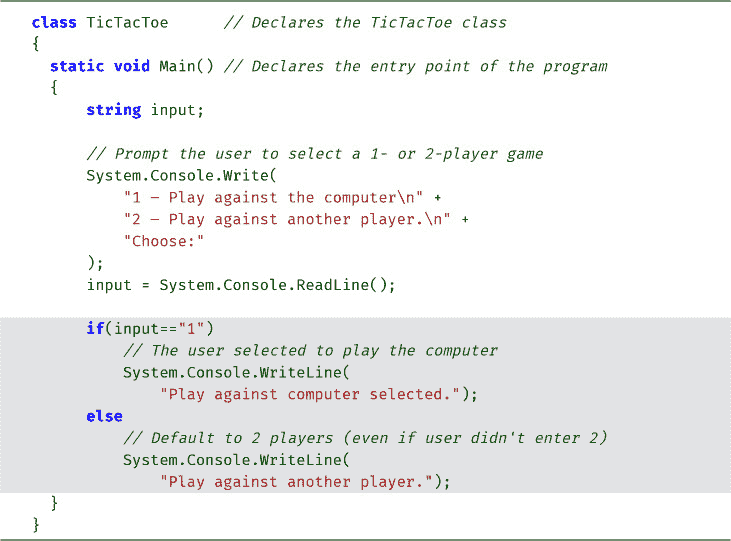 class TicTacToe      // Declares the TicTacToe class
{
  static void Main() // Declares the entry point of the program
  {
      string input;

      // Prompt the user to select a 1- or 2-player game
      System.Console.Write(
          "1 – Play against the computer\n" +
          "2 – Play against another player.\n" +
          "Choose:"
      );
      input = System.Console.ReadLine();

      if(input=="1")
          // The user selected to play the computer
          System.Console.WriteLine(
              "Play against computer selected.");
      else
          // Default to 2 players (even if user didn't enter 2)
          System.Console.WriteLine(
              "Play against another player.");
  }
}